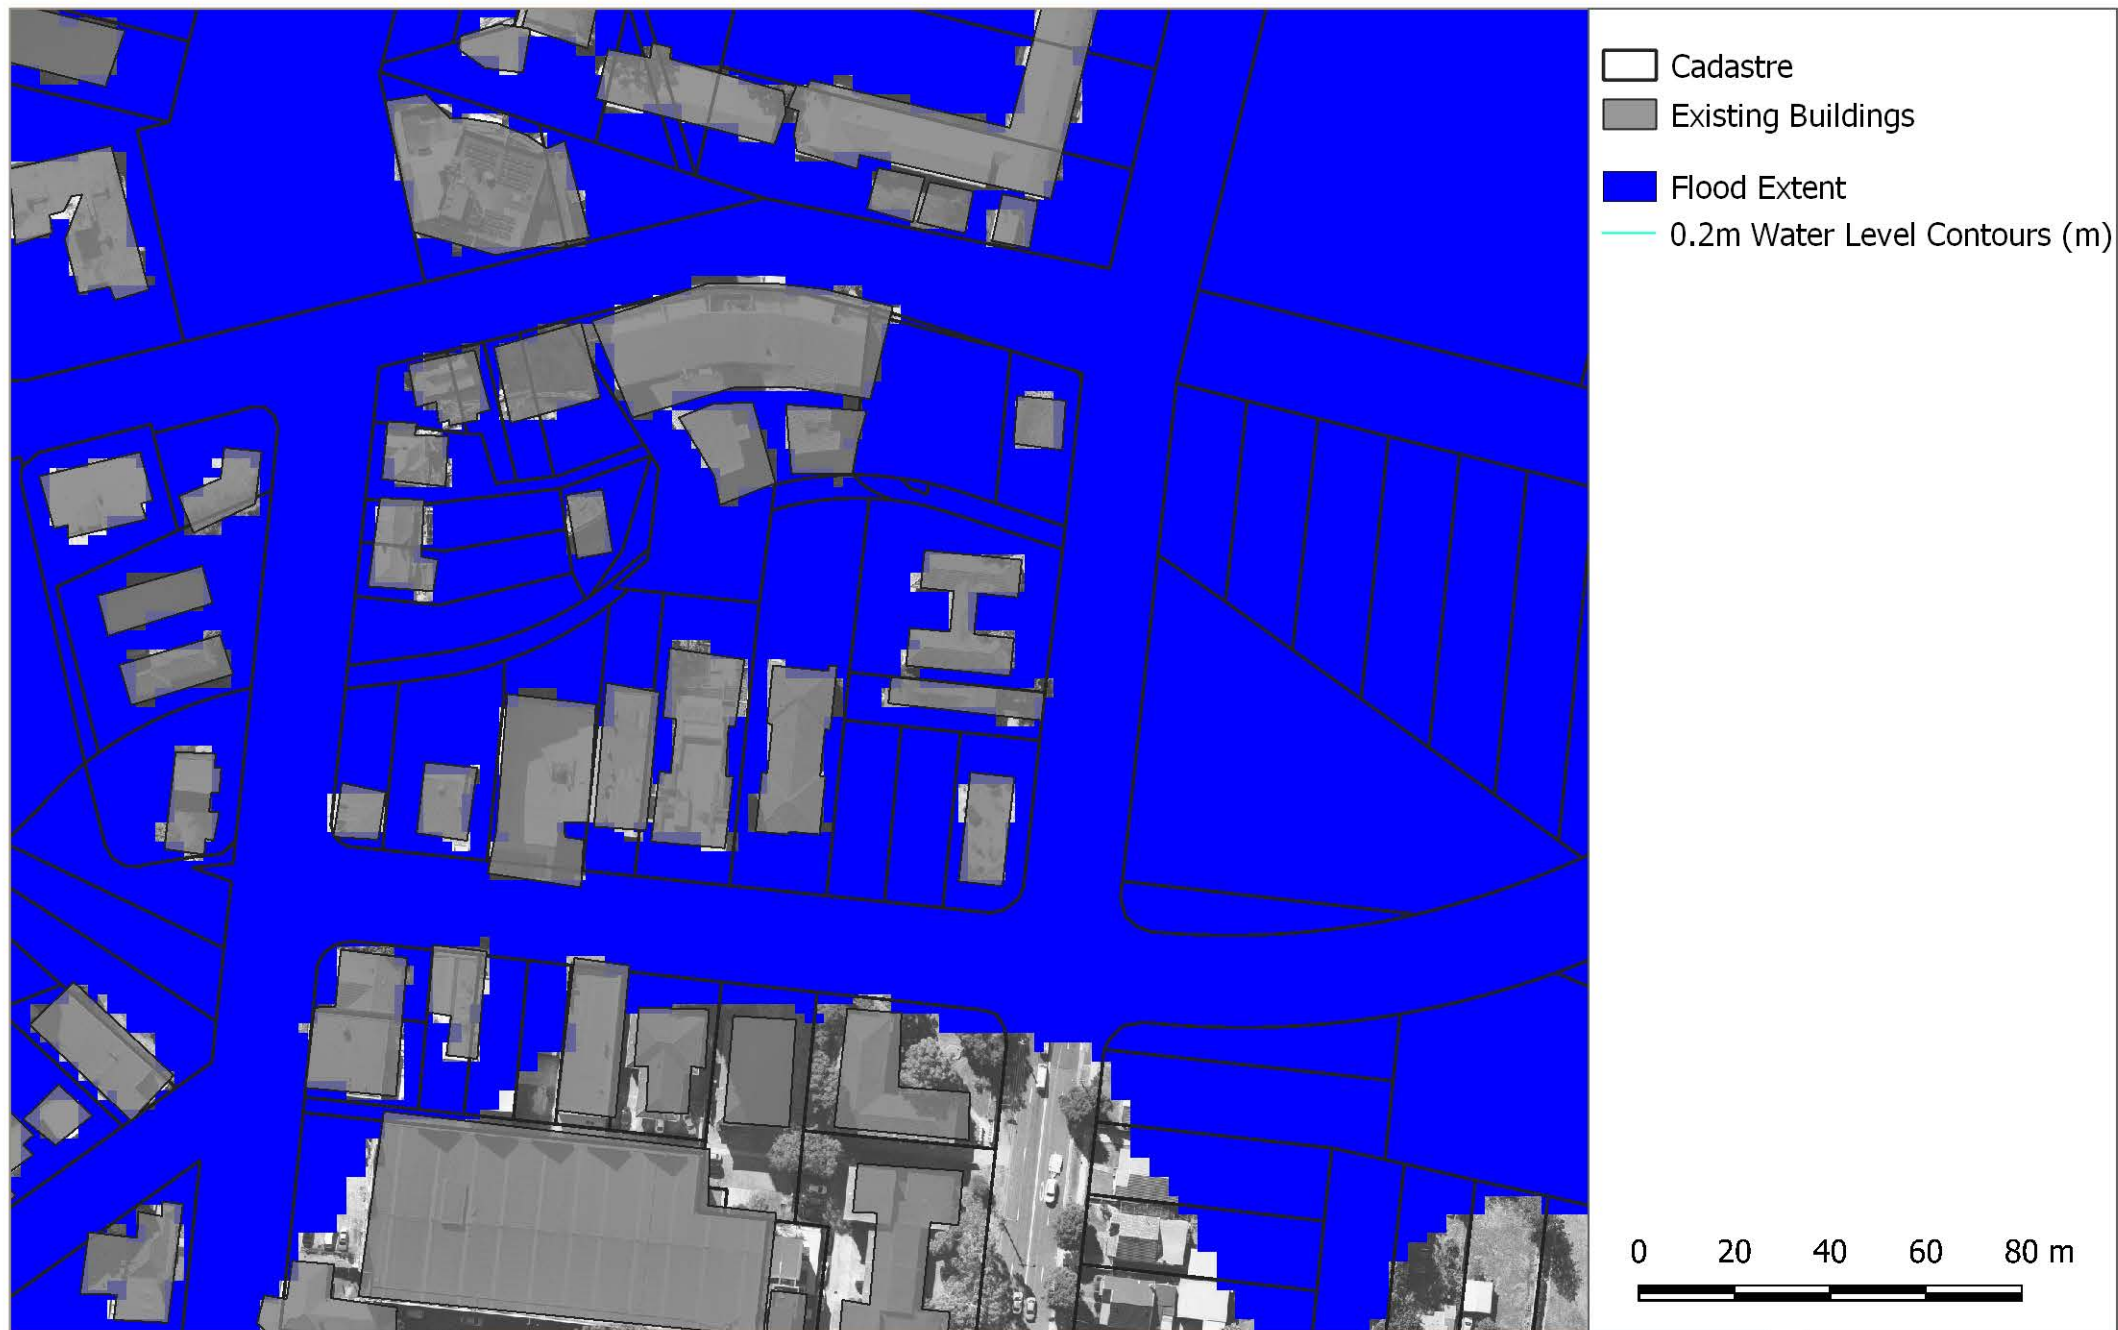 Cadastre
Existing Buildings
Flood Extent
0.2m Water Level Contours (m)
0 20 40 60 80 m